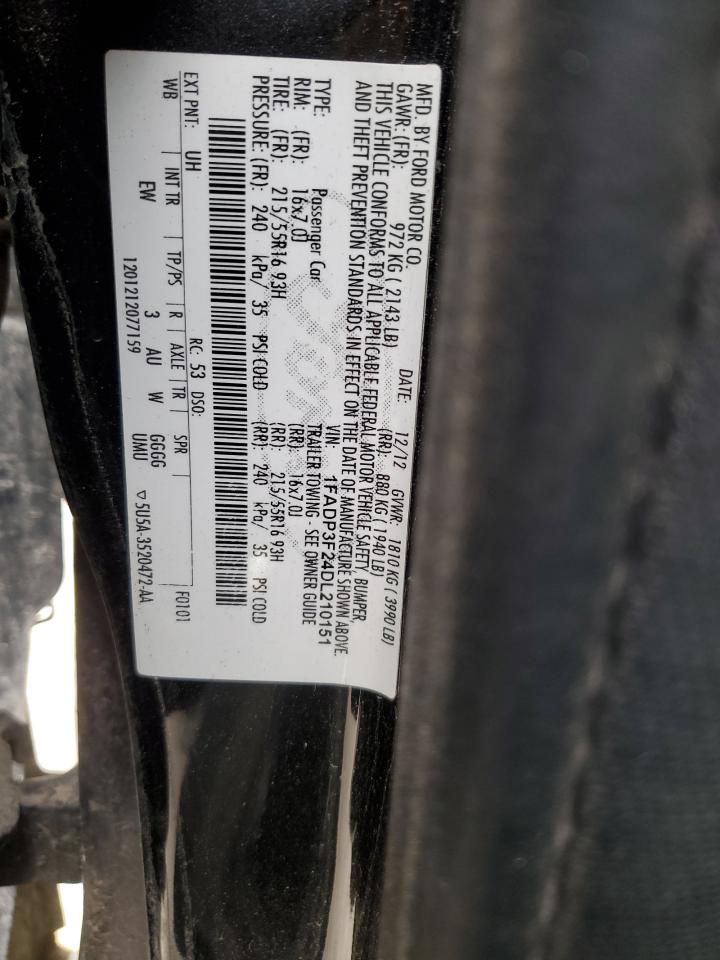 MFD. BY FORD MOTOR CO.
DATE: 12/12 GVWR: 1810 KG ( 3990 LB)
GAWR: (FR): 972 KG ( 2143 LB) (RR): 880 KG ( 1940 LB)
THIS VEHICLE CONFORMS TO ALL APPLICABLE FEDERAL MOTOR VEHICLE SAFETY, BUMPER,
AND THEFT PREVENTION STANDARDS IN EFFECT ON THE DATE OF MANUFACTURE SHOWN ABOVE.
VIN: 1FADP3F24DL210151
TYPE: Passenger Car TRAILER TOWING - SEE OWNER GUIDE
RIM: (FR): 16x7.0J (RR): 16x7.0J
TIRE: (FR): 215/55R16 93H (RR): 215/55R16 93H
PRESSURE: (FR): 240 kPa/ 35 PSI COLD (RR): 240 kPa/ 35 PSI COLD
EXT PNT: UH RC: 53 DSO: F0101
WB INT TR TP/PS R AXLE TR SPR
EW 3 AU W GGGG ▽5U5A-3520472-AA
1201212077159 UMU